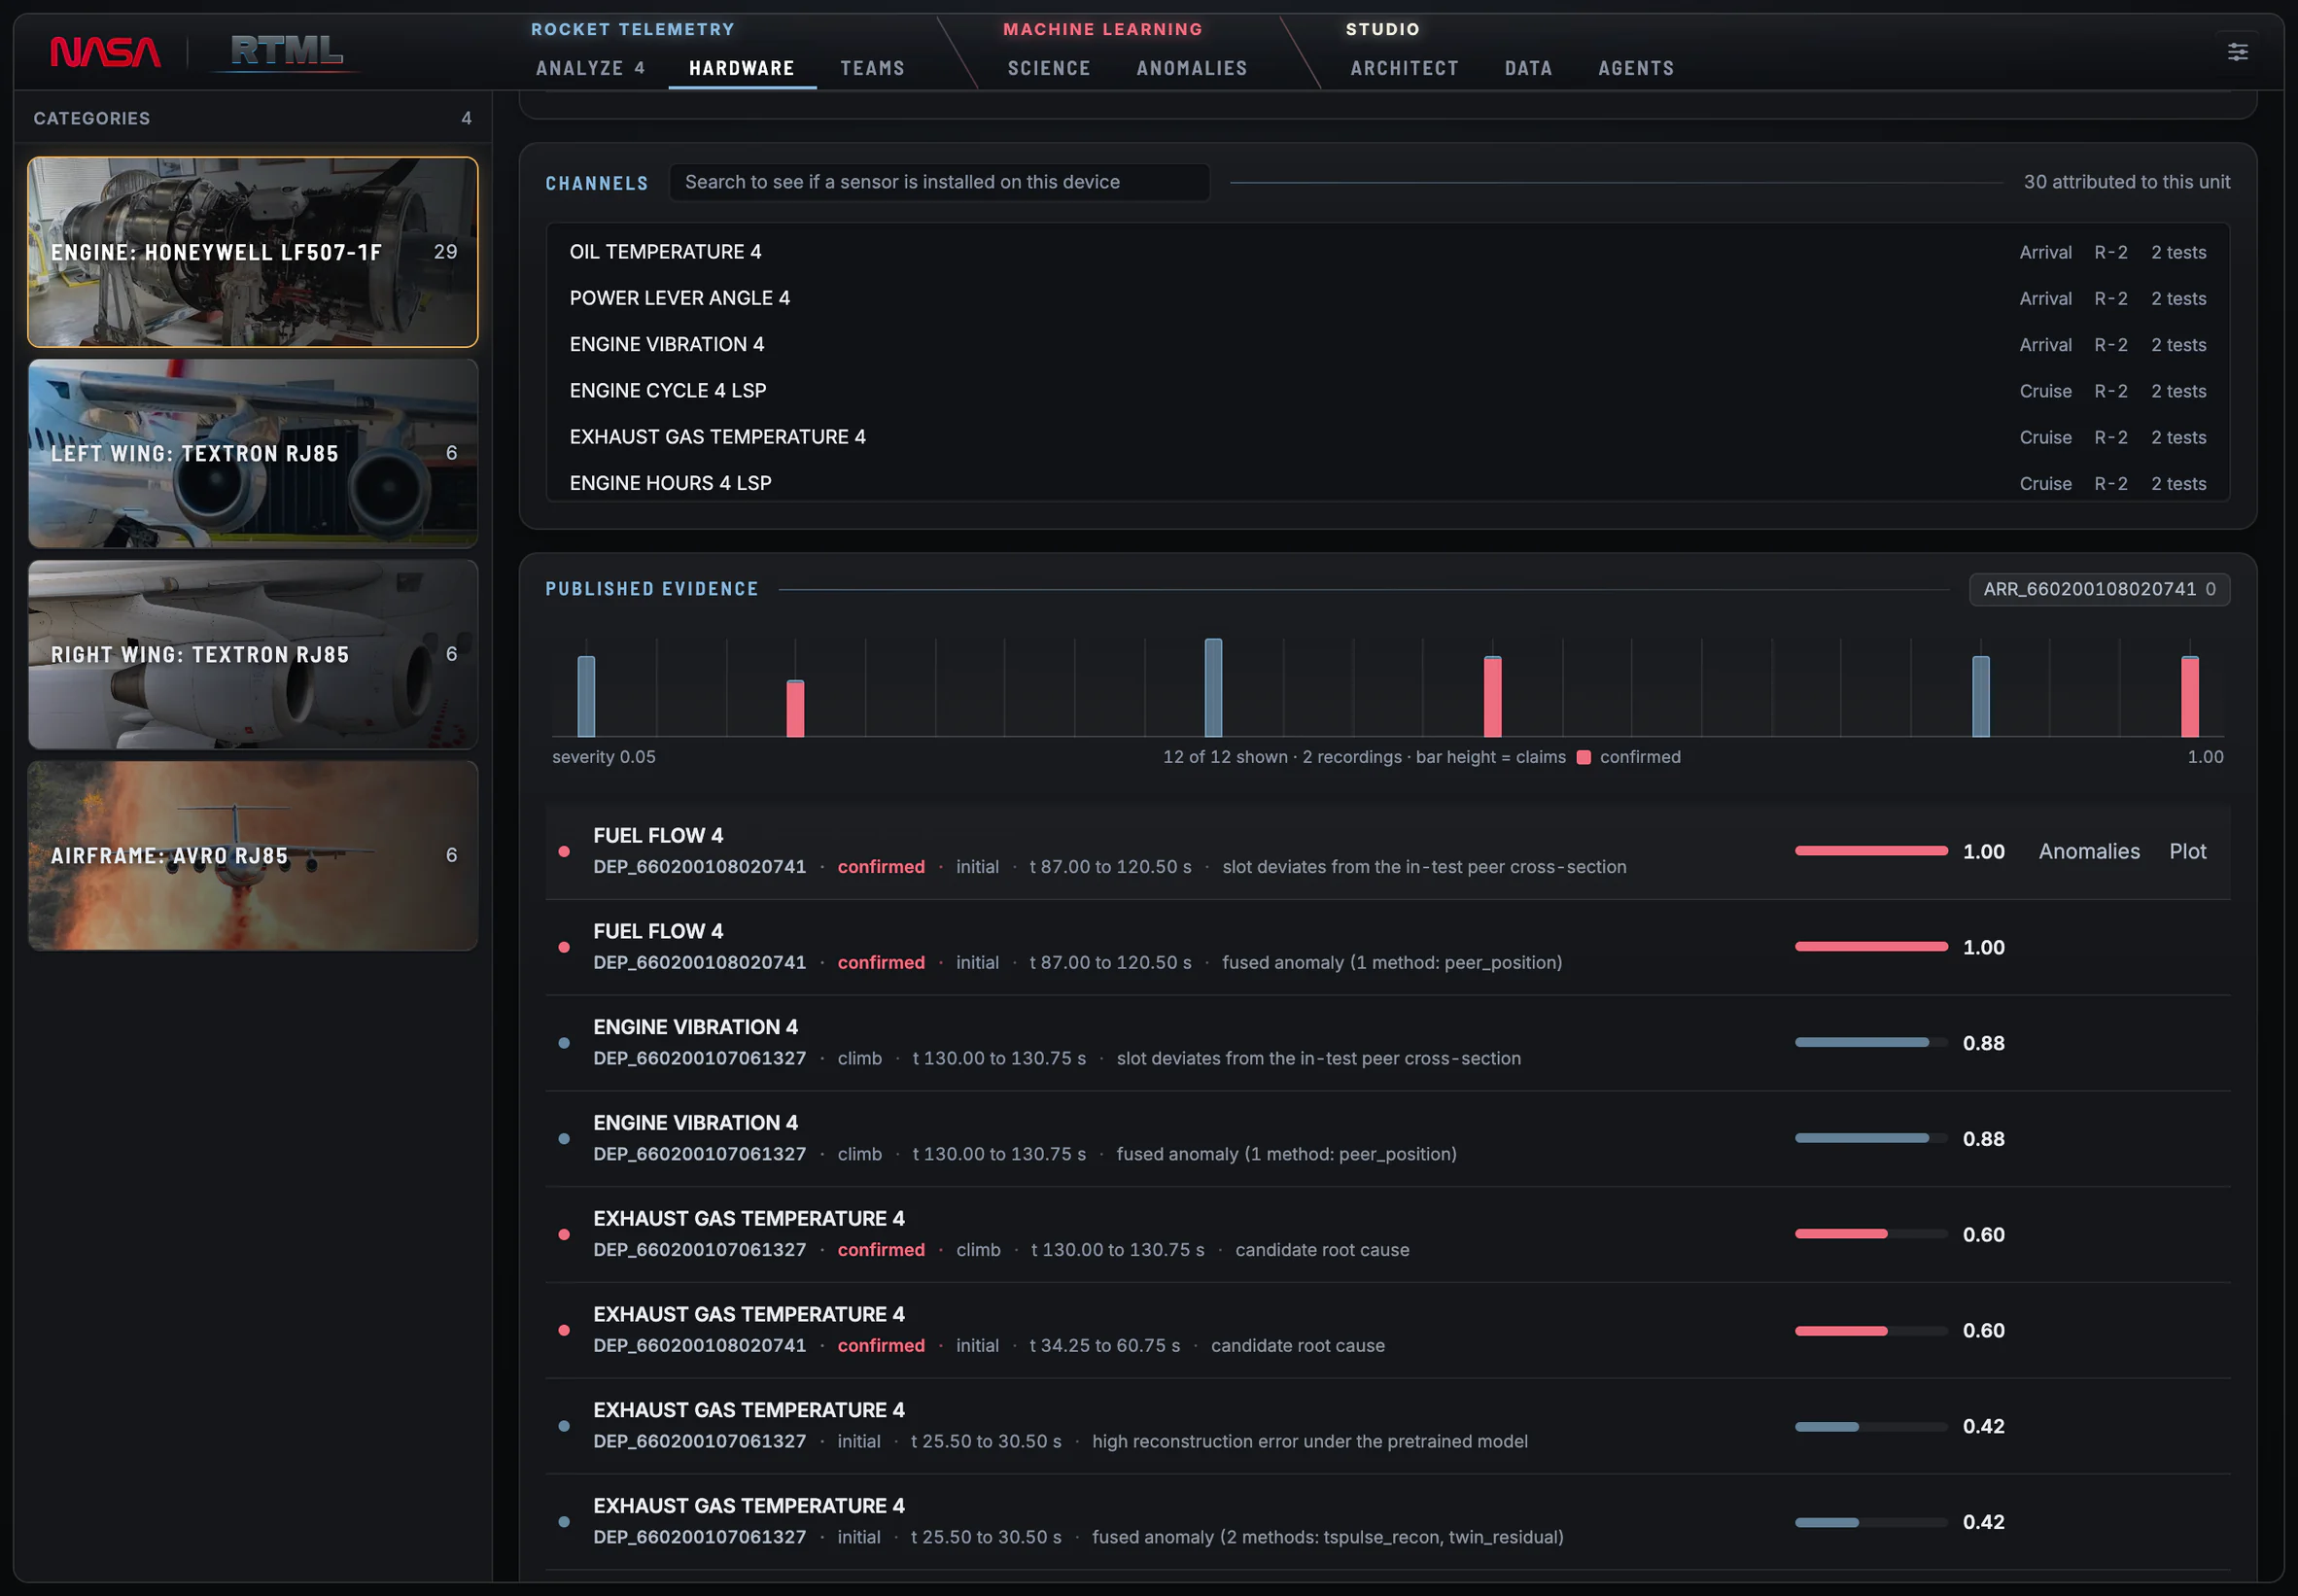 NASA
RTML
ROCKET TELEMETRY
MACHINE LEARNING
STUDIO
ANALYZE 4
HARDWARE
TEAMS
SCIENCE
ANOMALIES
ARCHITECT
DATA
AGENTS
CATEGORIES 4
ENGINE: HONEYWELL LF507-1F 29
LEFT WING: TEXTRON RJ85 6
RIGHT WING: TEXTRON RJ85 6
AIRFRAME: AVRO RJ85 6
CHANNELS Search to see if a sensor is installed on this device 30 attributed to this unit
OIL TEMPERATURE 4 Arrival R-2 2 tests
POWER LEVER ANGLE 4 Arrival R-2 2 tests
ENGINE VIBRATION 4 Arrival R-2 2 tests
ENGINE CYCLE 4 LSP Cruise R-2 2 tests
EXHAUST GAS TEMPERATURE 4 Cruise R-2 2 tests
ENGINE HOURS 4 LSP Cruise R-2 2 tests
PUBLISHED EVIDENCE ARR_660200108020741 0
severity 0.05 12 of 12 shown · 2 recordings · bar height = claims confirmed 1.00
FUEL FLOW 4
DEP_660200108020741 · confirmed · initial · t 87.00 to 120.50 s · slot deviates from the in-test peer cross-section
1.00 Anomalies Plot
FUEL FLOW 4
DEP_660200108020741 · confirmed · initial · t 87.00 to 120.50 s · fused anomaly (1 method: peer_position)
1.00
ENGINE VIBRATION 4
DEP_660200107061327 · climb · t 130.00 to 130.75 s · slot deviates from the in-test peer cross-section
0.88
ENGINE VIBRATION 4
DEP_660200107061327 · climb · t 130.00 to 130.75 s · fused anomaly (1 method: peer_position)
0.88
EXHAUST GAS TEMPERATURE 4
DEP_660200107061327 · confirmed · climb · t 130.00 to 130.75 s · candidate root cause
0.60
EXHAUST GAS TEMPERATURE 4
DEP_660200108020741 · confirmed · initial · t 34.25 to 60.75 s · candidate root cause
0.60
EXHAUST GAS TEMPERATURE 4
DEP_660200107061327 · initial · t 25.50 to 30.50 s · high reconstruction error under the pretrained model
0.42
EXHAUST GAS TEMPERATURE 4
DEP_660200107061327 · initial · t 25.50 to 30.50 s · fused anomaly (2 methods: tspulse_recon, twin_residual)
0.42